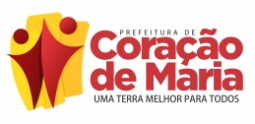 PREFEITURA DE
Coração
de Maria
UMA TERRA MELHOR PARA TODOS